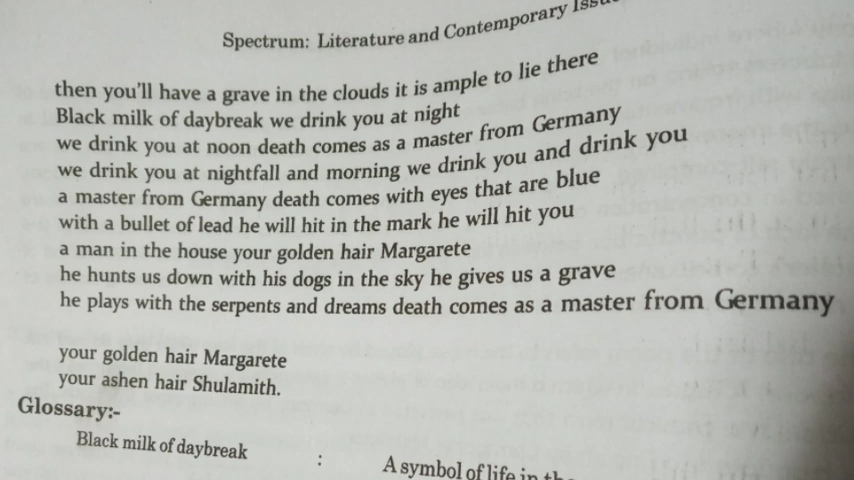 Spectrum: Literature and Contemporary Issu
then you'll have a grave in the clouds it is ample to lie there
Black milk of daybreak we drink you at night
we drink you at noon death comes as a master from Germany
we drink you at nightfall and morning we drink you and drink you
a master from Germany death comes with eyes that are blue
with a bullet of lead he will hit in the mark he will hit you
a man in the house your golden hair Margarete
he hunts us down with his dogs in the sky he gives us a grave
he plays with the serpents and dreams death comes as a master from Germany
your golden hair Margarete
your ashen hair Shulamith.
Glossary:-
Black milk of daybreak : A symbol of life in the